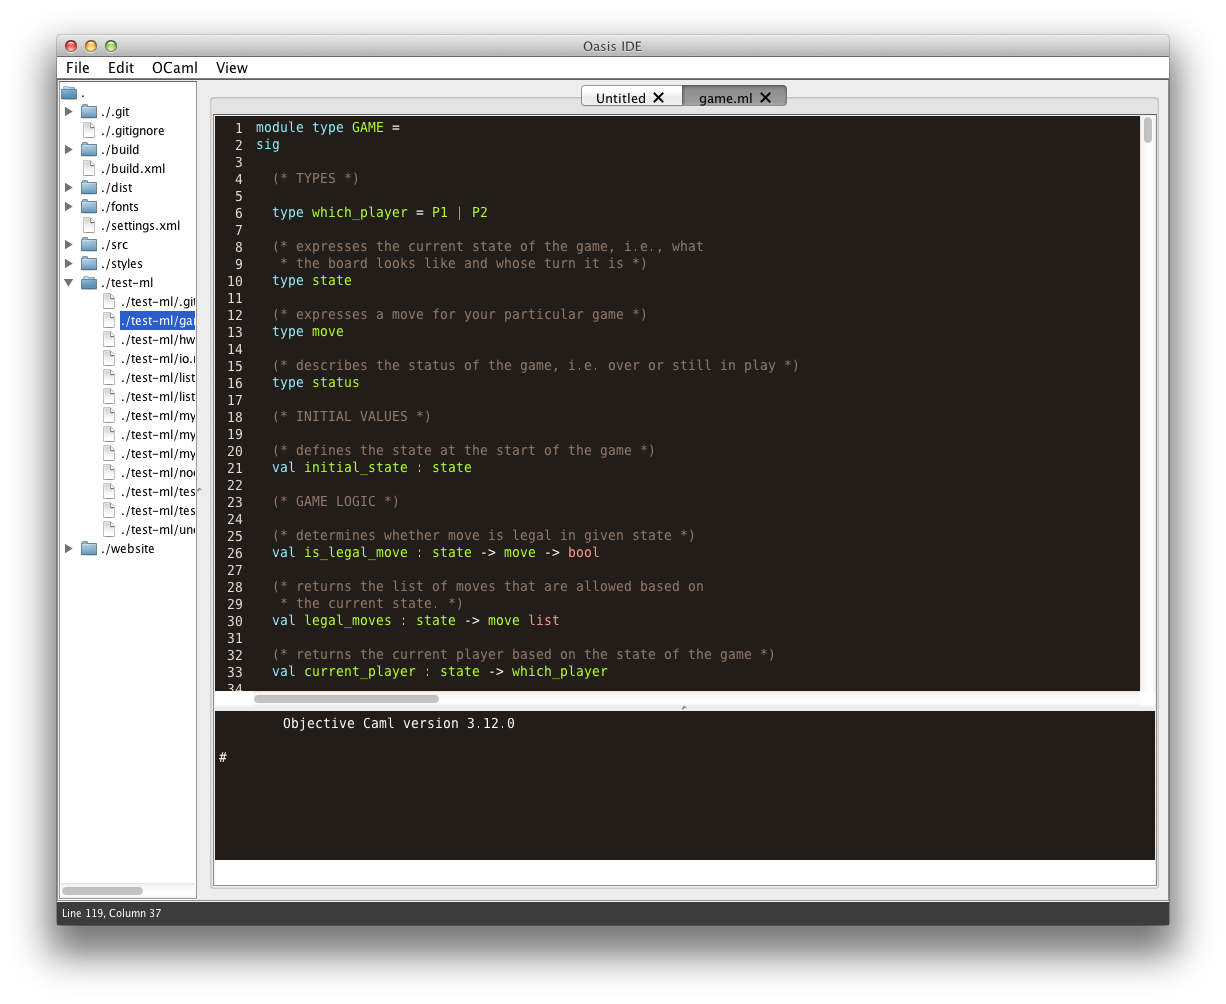 Oasis IDE
File Edit OCaml View
.
./.git
./.gitignore
./build
./build.xml
./dist
./fonts
./settings.xml
./src
./styles
./test-ml
./test-ml/.git
./test-ml/gar
./test-ml/hw
./test-ml/io.
./test-ml/list
./test-ml/list
./test-ml/my
./test-ml/my
./test-ml/my
./test-ml/no
./test-ml/tes
./test-ml/tes
./test-ml/un
./website
Untitled game.ml
1 module type GAME =
2 sig
3
4 (* TYPES *)
5
6 type which_player = P1 | P2
7
8 (* expresses the current state of the game, i.e., what
9 * the board looks like and whose turn it is *)
10 type state
11
12 (* expresses a move for your particular game *)
13 type move
14
15 (* describes the status of the game, i.e. over or still in play *)
16 type status
17
18 (* INITIAL VALUES *)
19
20 (* defines the state at the start of the game *)
21 val initial_state : state
22
23 (* GAME LOGIC *)
24
25 (* determines whether move is legal in given state *)
26 val is_legal_move : state -> move -> bool
27
28 (* returns the list of moves that are allowed based on
29 * the current state. *)
30 val legal_moves : state -> move list
31
32 (* returns the current player based on the state of the game *)
33 val current_player : state -> which_player
34
Objective Caml version 3.12.0
#
Line 119, Column 37